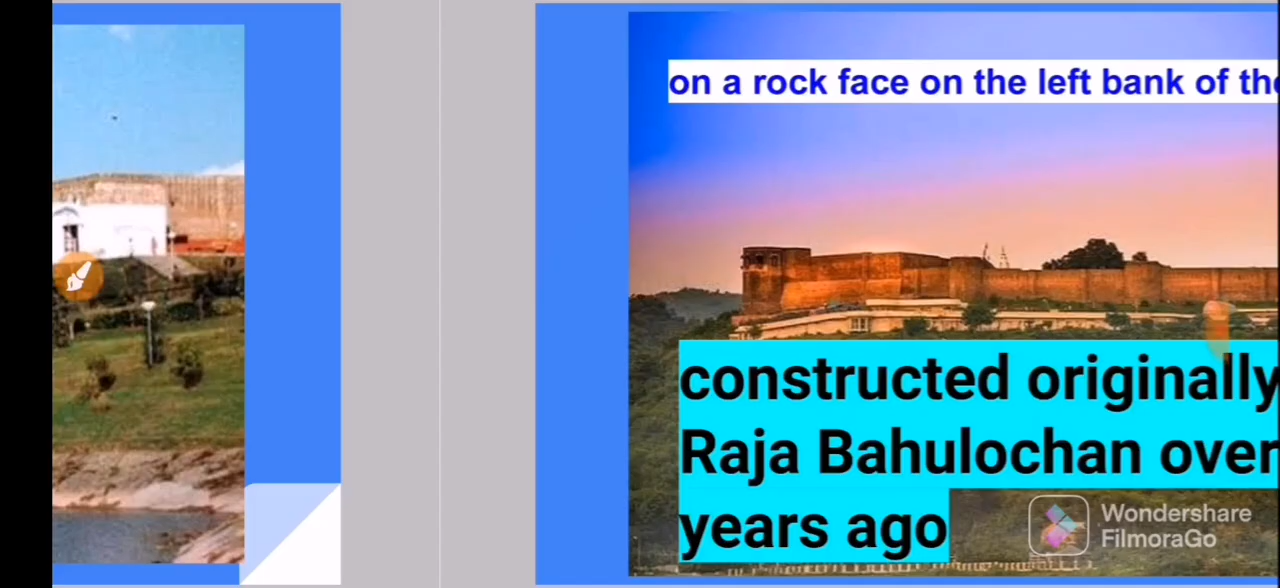 on a rock face on the left bank of the
constructed originally
Raja Bahulochan over
years ago
Wondershare
FilmoraGo